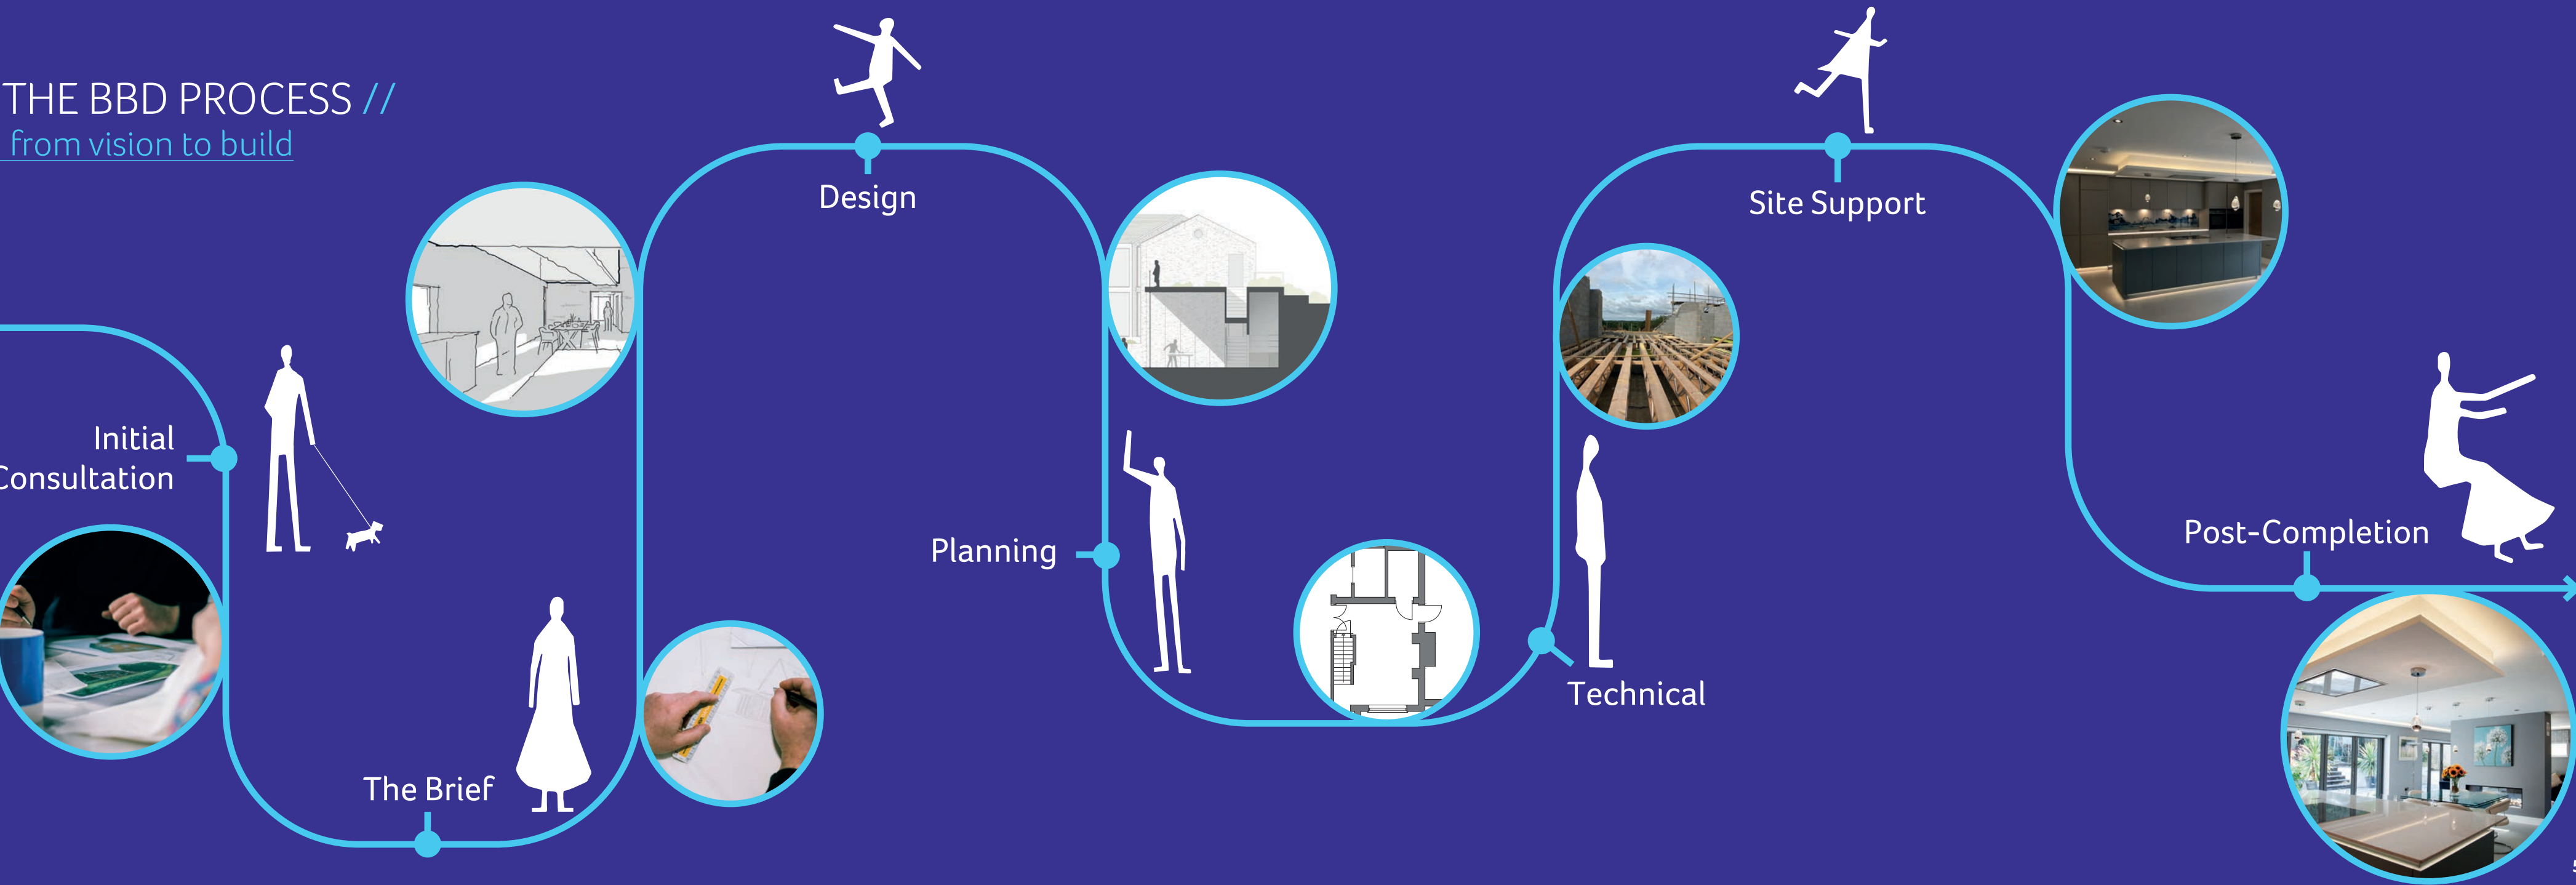 THE BBD PROCESS //
from vision to build
Design
Site Support
Initial
Consultation
Planning
Post-Completion
Technical
The Brief